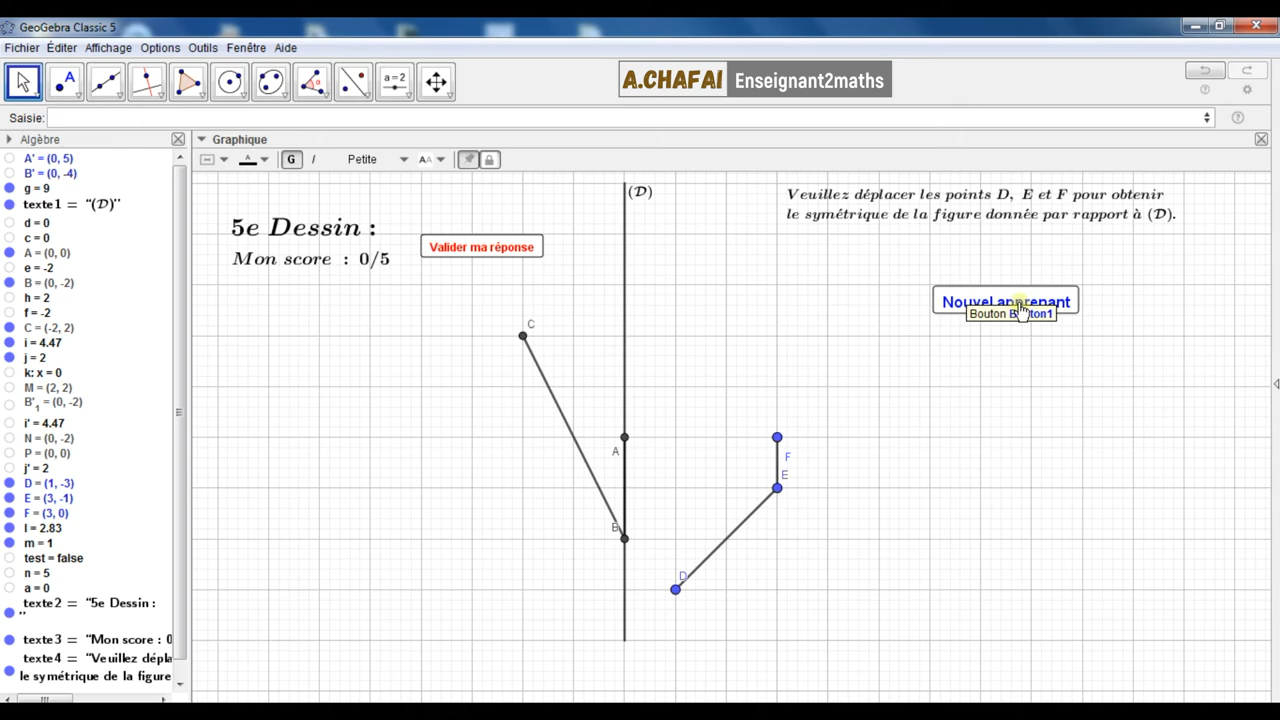 GeoGebra Classic 5
Fichier Éditer Affichage Options Outils Fenêtre Aide
a = 2
A.CHAFAI Enseignant2maths
Saisie:
Algèbre
Graphique
G I Petite AA
A' = (0, 5)
B' = (0, -4)
g = 9
texte1 = "(𝒟)"
d = 0
c = 0
A = (0, 0)
e = -2
B = (0, -2)
h = 2
f = -2
C = (-2, 2)
i = 4.47
j = 2
k: x = 0
M = (2, 2)
B'₁ = (0, -2)
i' = 4.47
N = (0, -2)
P = (0, 0)
j' = 2
D = (1, -3)
E = (3, -1)
F = (3, 0)
l = 2.83
m = 1
test = false
n = 5
a = 0
texte2 = "5e Dessin :
"
texte3 = "Mon score : 0
texte4 = "Veuillez dépla
le symétrique de la figure
(𝒟)
Veuillez déplacer les points D, E et F pour obtenir
le symétrique de la figure donnée par rapport à (𝒟).
5e Dessin :
Mon score : 0/5
Valider ma réponse
Nouvel apprenant
Bouton Bouton1
C
A
B
F
E
D